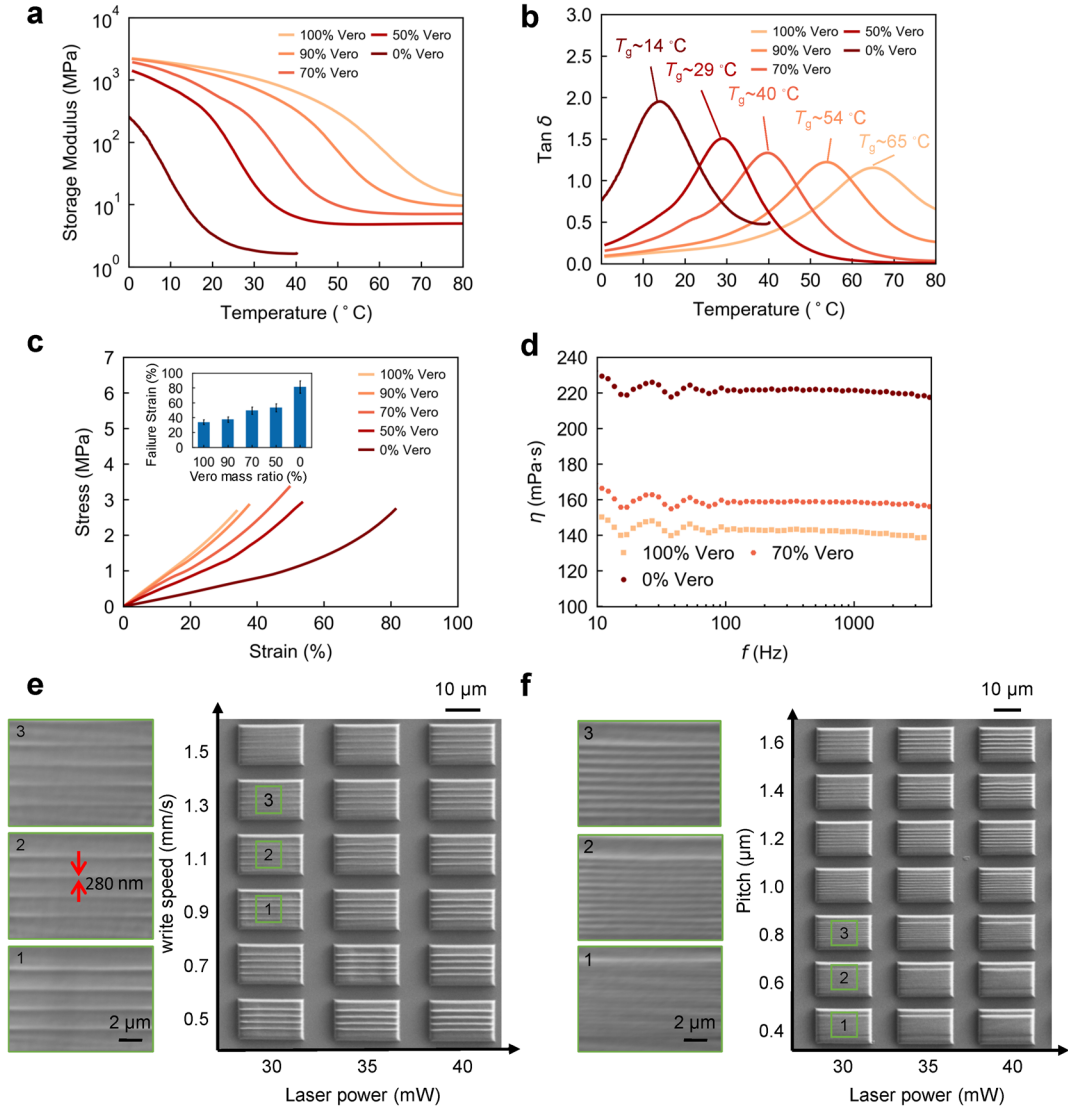 a
Storage Modulus (MPa)
10⁴
10³
10²
10¹
10⁰
0 10 20 30 40 50 60 70 80
Temperature (°C)
100% Vero
50% Vero
90% Vero
0% Vero
70% Vero
b
Tan δ
3.0
2.5
2.0
1.5
1.0
0.5
0.0
0 10 20 30 40 50 60 70 80
Temperature (°C)
100% Vero
50% Vero
90% Vero
0% Vero
70% Vero
Tg~14 °C
Tg~29 °C
Tg~40 °C
Tg~54 °C
Tg~65 °C
c
Stress (MPa)
7
6
5
4
3
2
1
0
0 20 40 60 80 100
Strain (%)
Failure Strain (%)
100
80
60
40
20
0
100 90 70 50 0
Vero mass ratio (%)
100% Vero
90% Vero
70% Vero
50% Vero
0% Vero
d
η (mPa·s)
240
220
200
180
160
140
120
100
10 100 1000
f (Hz)
100% Vero
70% Vero
0% Vero
e
10 µm
3
2
280 nm
1
2 µm
write speed (mm/s)
1.5
1.3
1.1
0.9
0.7
0.5
3
2
1
30 35 40
Laser power (mW)
f
10 µm
3
2
1
2 µm
Pitch (µm)
1.6
1.4
1.2
1.0
0.8
0.6
0.4
3
2
1
30 35 40
Laser power (mW)